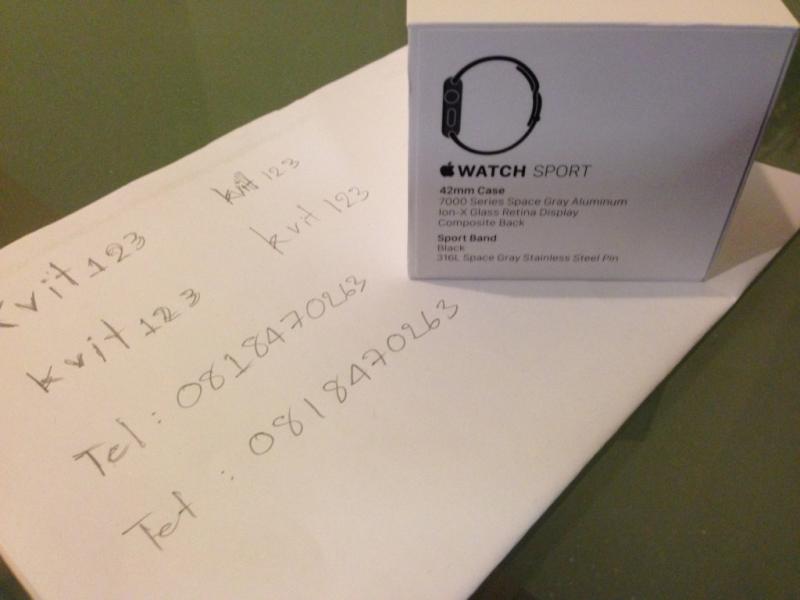 WATCH SPORT
42mm Case
7000 Series Space Gray Aluminum
Ion-X Glass Retina Display
Composite Back
Sport Band
Black
316L Space Gray Stainless Steel Pin
kvit 123
kvit 123
kvit 123
kvit 123
Tel : 0818470263
Tel : 0818470263